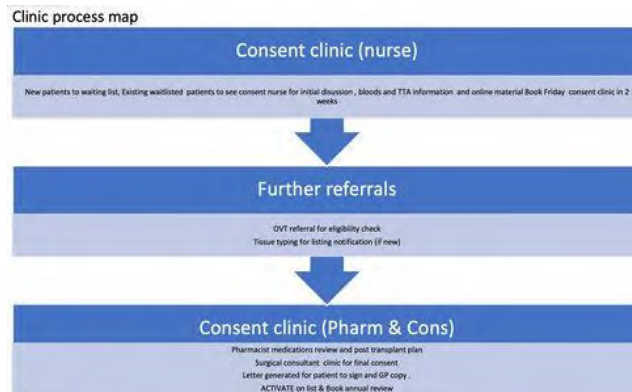 Clinic process map
Consent clinic (nurse)
New patients to waiting list, Existing waitlisted patients to see consent nurse for initial disussion , bloods and TTA information and online material Book Friday consent clinic in 2
weeks
Further referrals
OVT referral for eligibility check
Tissue typing for listing notification (if new)
Consent clinic (Pharm & Cons)
Pharmacist medications review and post transplant plan
Surgical consultant clinic for final consent
Letter generated for patient to sign and GP copy .
ACTIVATE on list & Book annual review